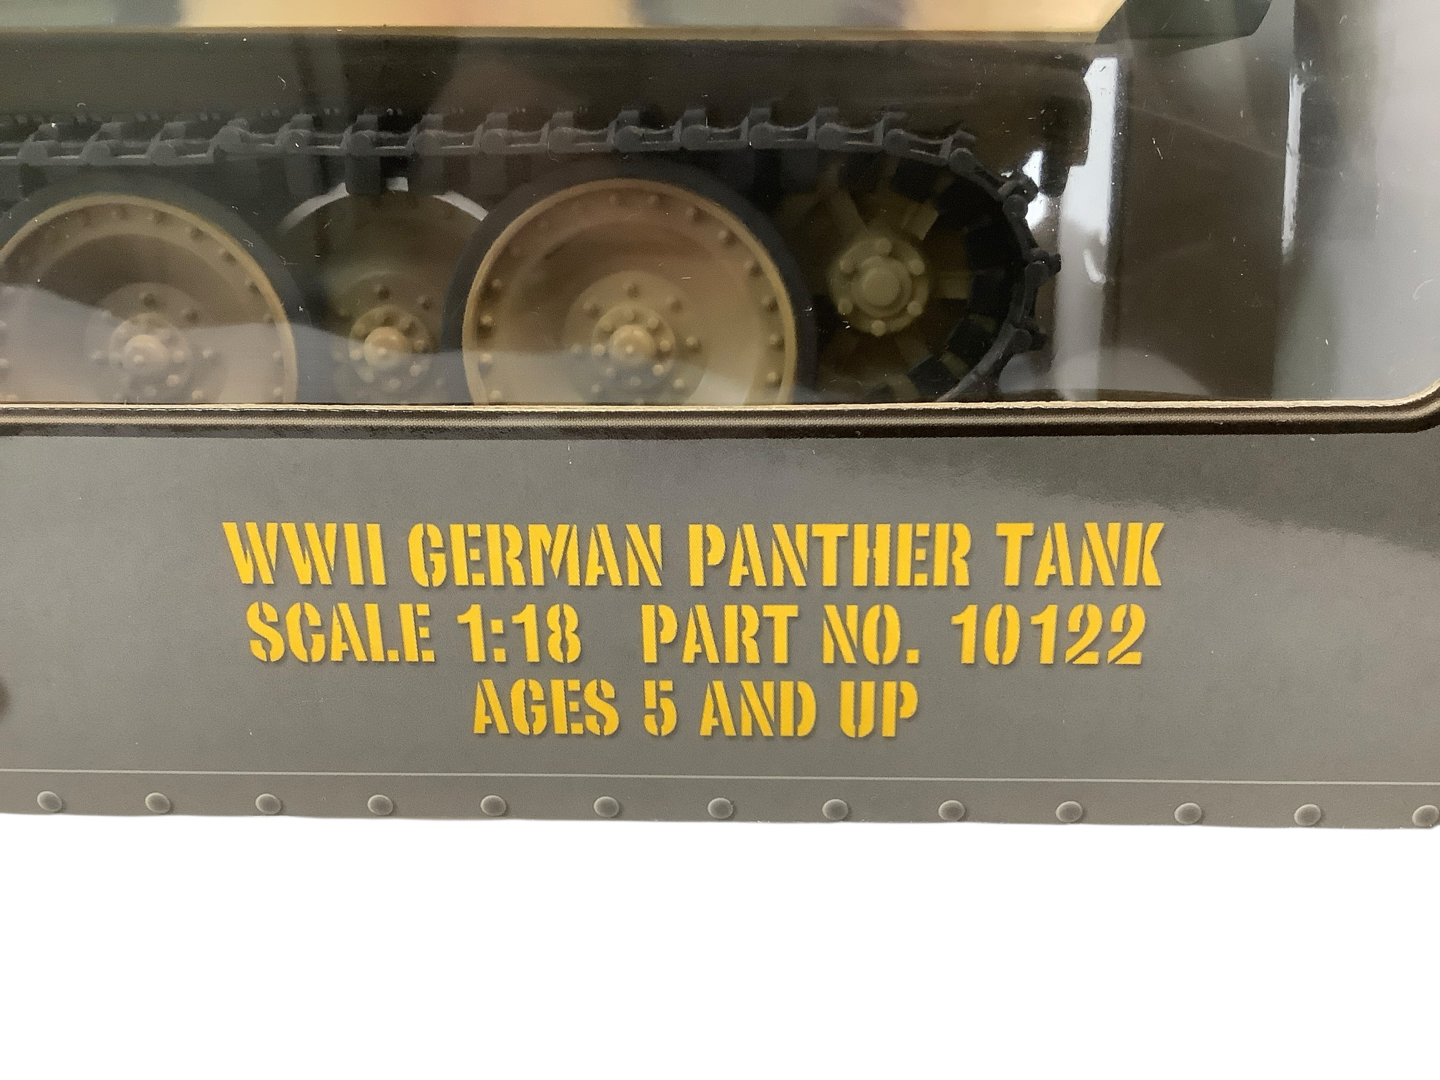 WWII GERMAN PANTHER TANK
SCALE 1:18 PART NO. 10122
AGES 5 AND UP